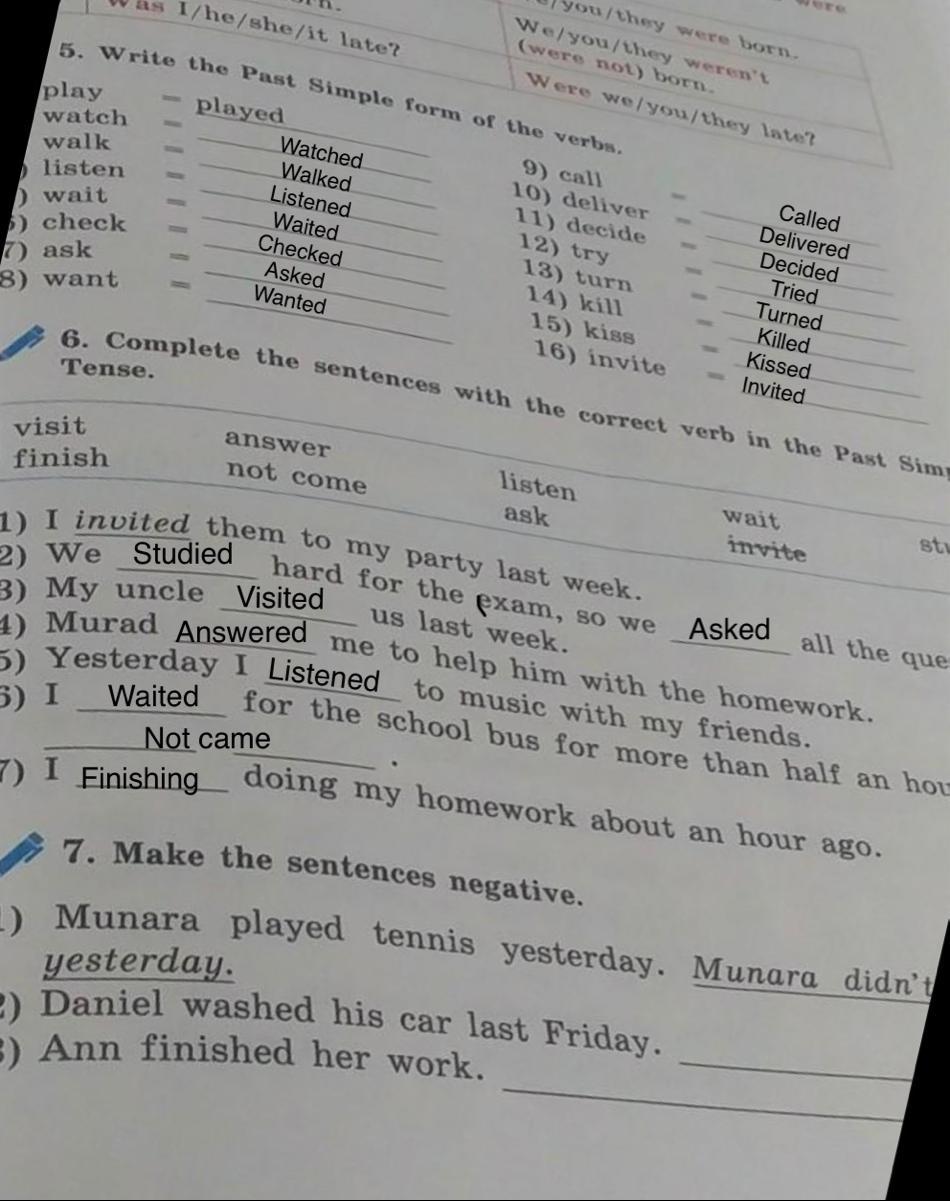 were
Was I/he/she/it late?
you/they were born.
We/you/they weren't
(were not) born.
Were we/you/they late?
5. Write the Past Simple form of the verbs.
play = played
watch = Watched
walk = Walked
) listen = Listened
) wait = Waited
) check = Checked
7) ask = Asked
8) want = Wanted
9) call = Called
10) deliver = Delivered
11) decide = Decided
12) try = Tried
13) turn = Turned
14) kill = Killed
15) kiss = Kissed
16) invite = Invited
6. Complete the sentences with the correct verb in the Past Simp
Tense.
visit answer listen wait
finish not come ask invite
1) I invited them to my party last week.
2) We Studied hard for the exam, so we Asked all the que
3) My uncle Visited us last week.
4) Murad Answered me to help him with the homework.
5) Yesterday I Listened to music with my friends.
6) I Waited for the school bus for more than half an hou
Not came .
7) I Finishing doing my homework about an hour ago.
7. Make the sentences negative.
1) Munara played tennis yesterday. Munara didn't
yesterday.
2) Daniel washed his car last Friday.
3) Ann finished her work.